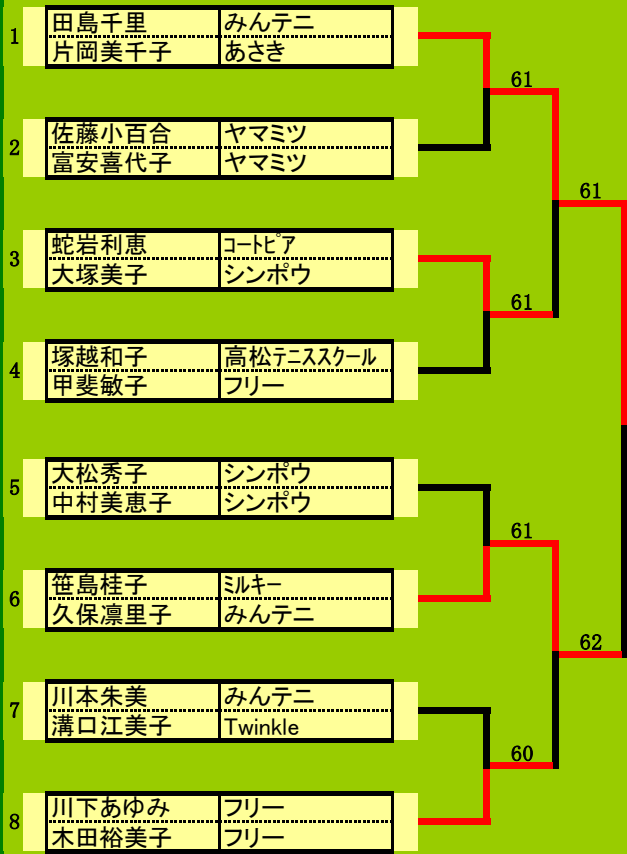 1
田島千里 みんテニ
片岡美千子 あさき
61
2
佐藤小百合 ヤマミツ
富安喜代子 ヤマミツ
61
3
蛇岩利恵 コートピア
大塚美子 シンポウ
61
4
塚越和子 高松テニススクール
甲斐敏子 フリー
5
大松秀子 シンポウ
中村美恵子 シンポウ
61
6
笹島桂子 ミルキー
久保凛里子 みんテニ
62
7
川本朱美 みんテニ
溝口江美子 Twinkle
60
8
川下あゆみ フリー
木田裕美子 フリー